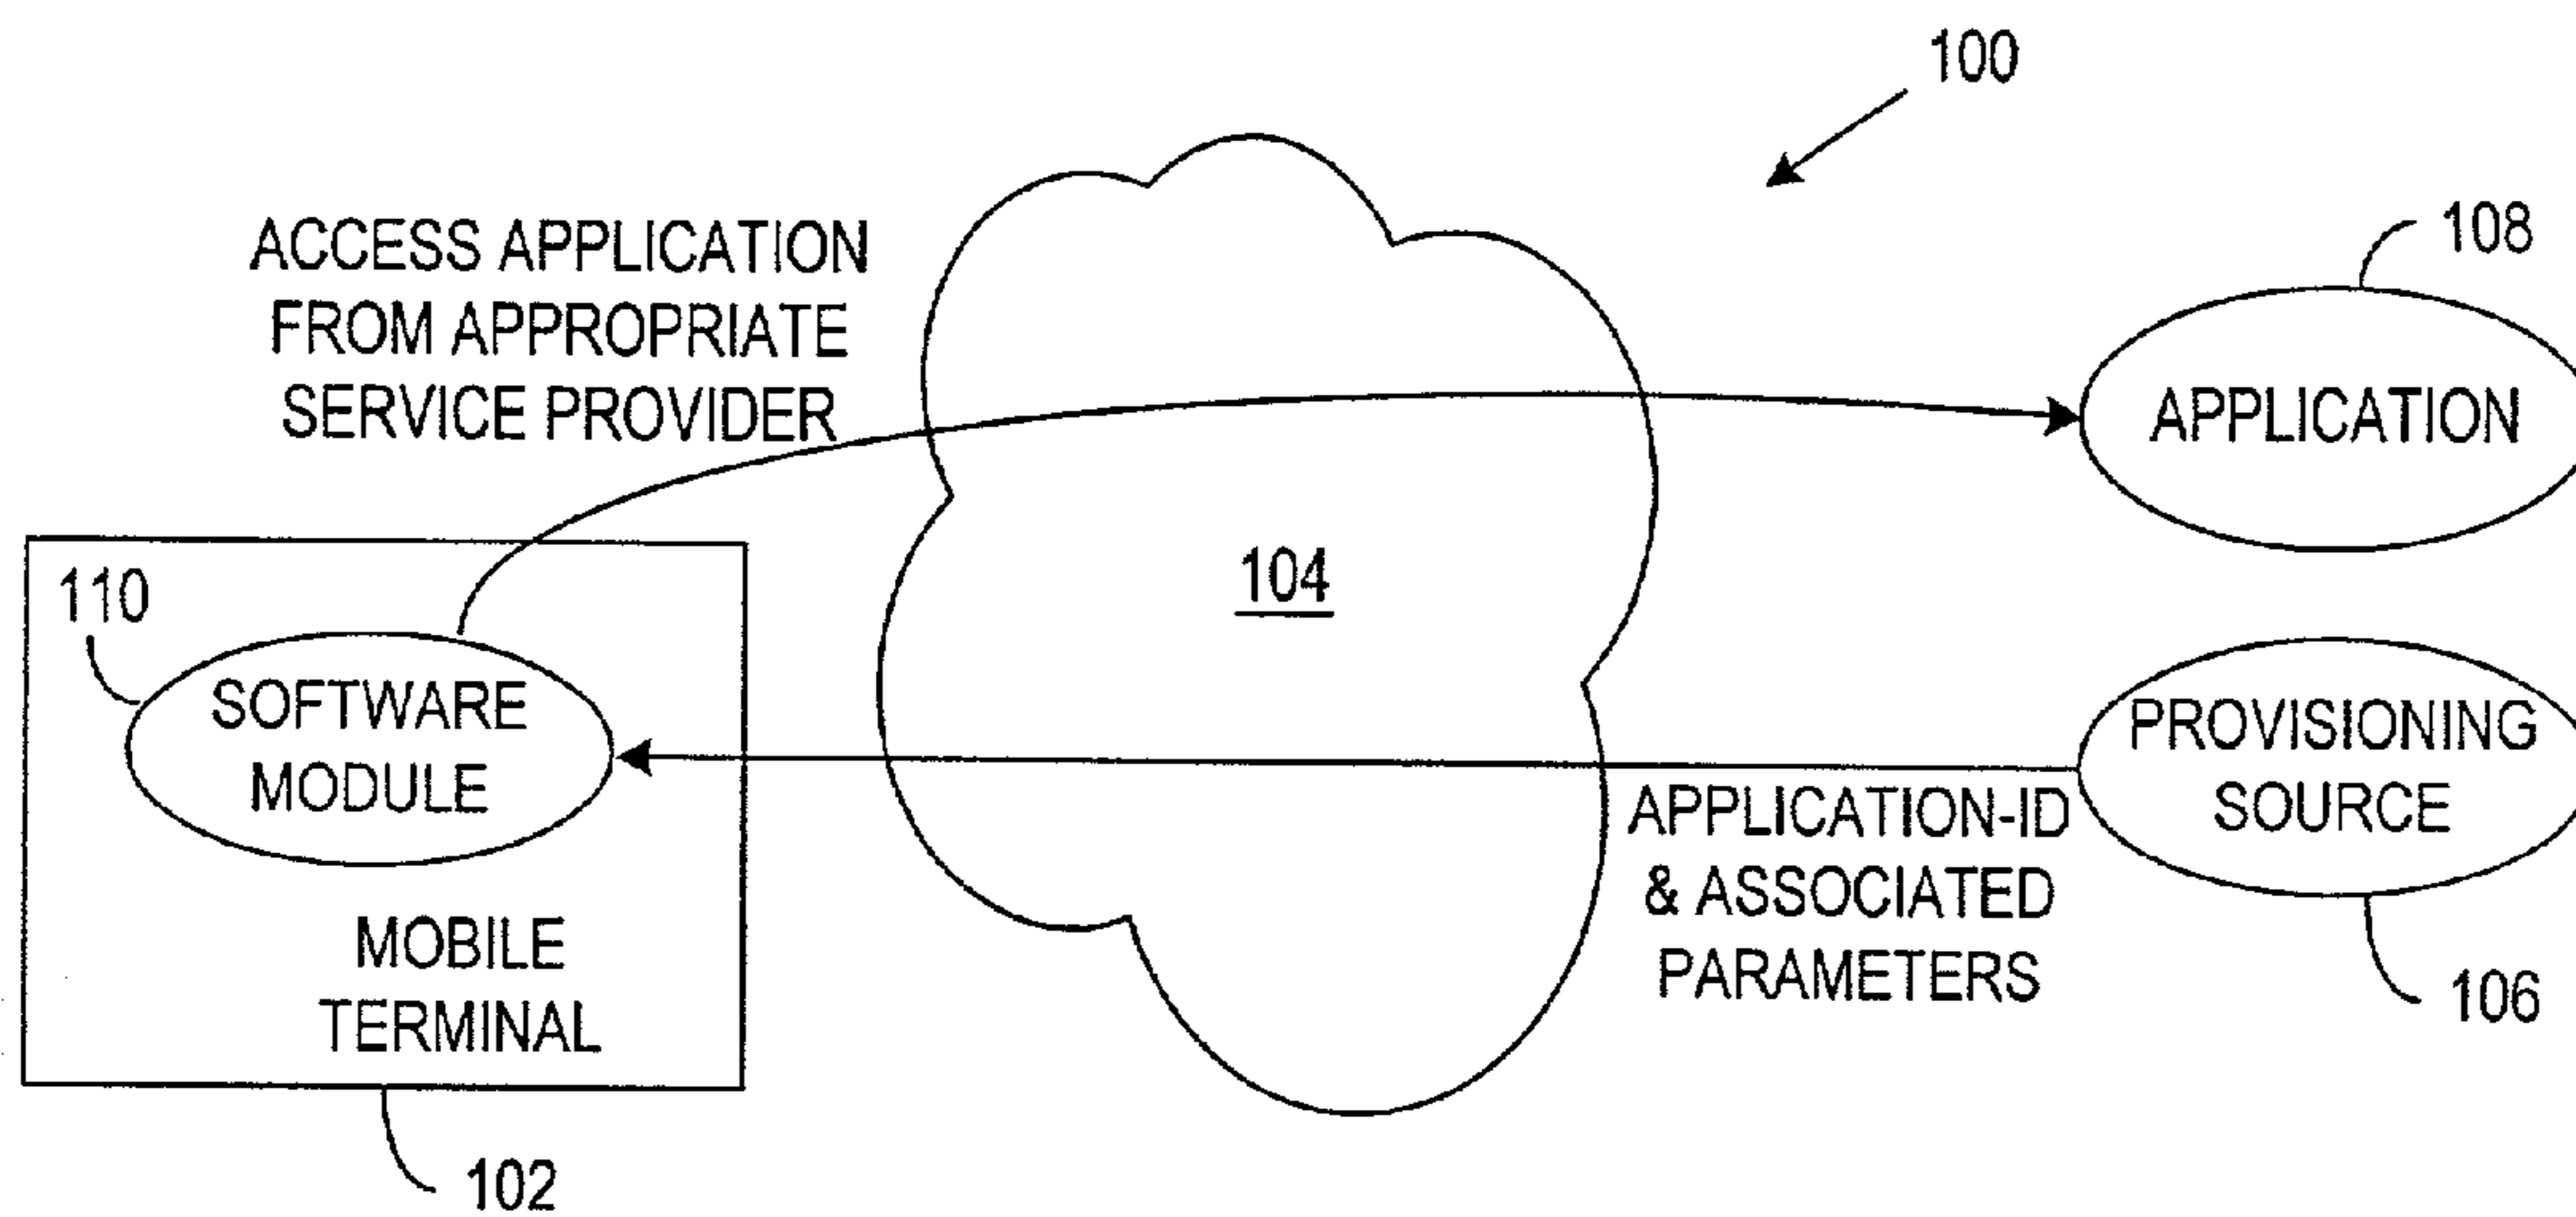 100
ACCESS APPLICATION
FROM APPROPRIATE
SERVICE PROVIDER
108
APPLICATION
104
110
SOFTWARE
MODULE
MOBILE
TERMINAL
102
PROVISIONING
SOURCE
APPLICATION-ID
& ASSOCIATED
PARAMETERS
106